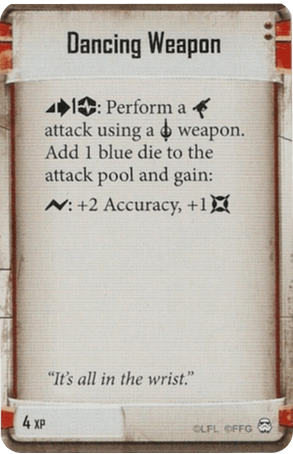 Dancing Weapon
: Perform a
attack using a weapon.
Add 1 blue die to the
attack pool and gain:
: +2 Accuracy, +1
“It’s all in the wrist.”
4 XP
©LFL ©FFG